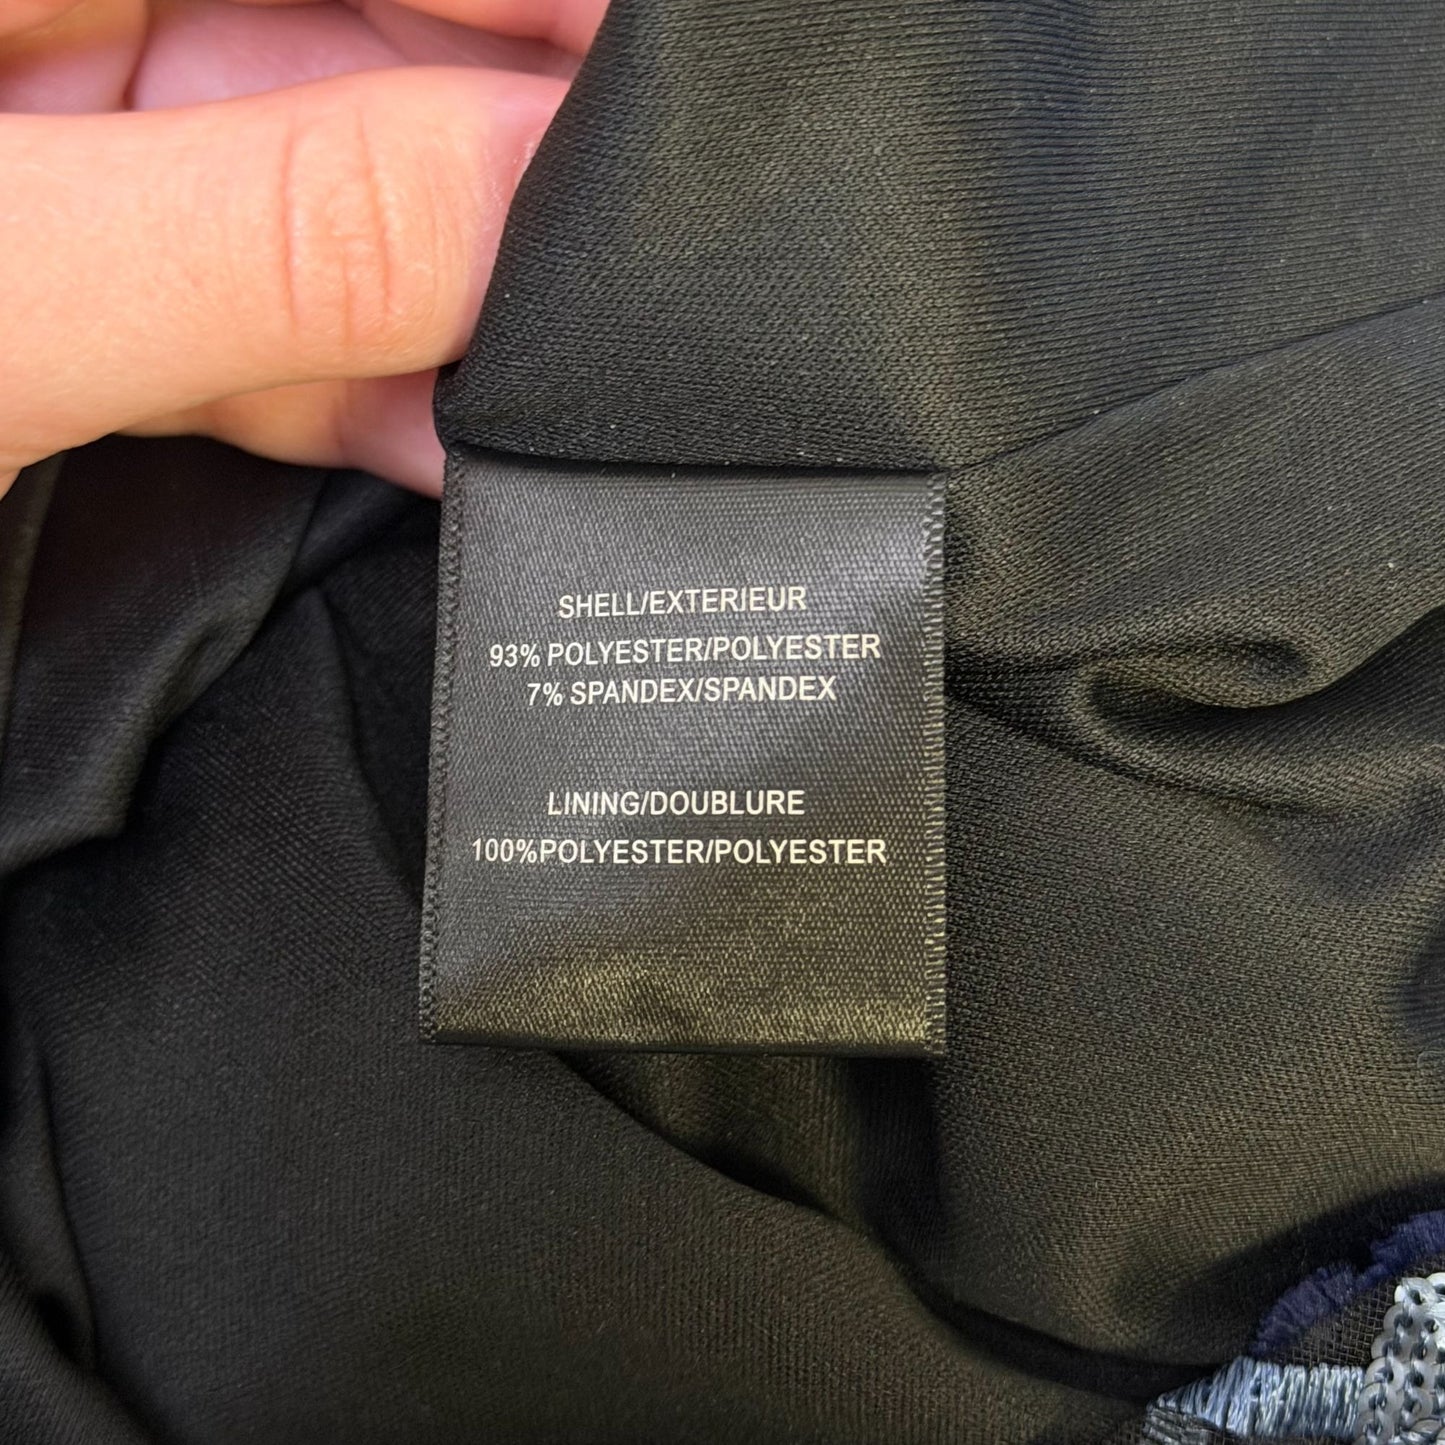 SHELL/EXTERIEUR
93% POLYESTER/POLYESTER
7% SPANDEX/SPANDEX
LINING/DOUBLURE
100%POLYESTER/POLYESTER